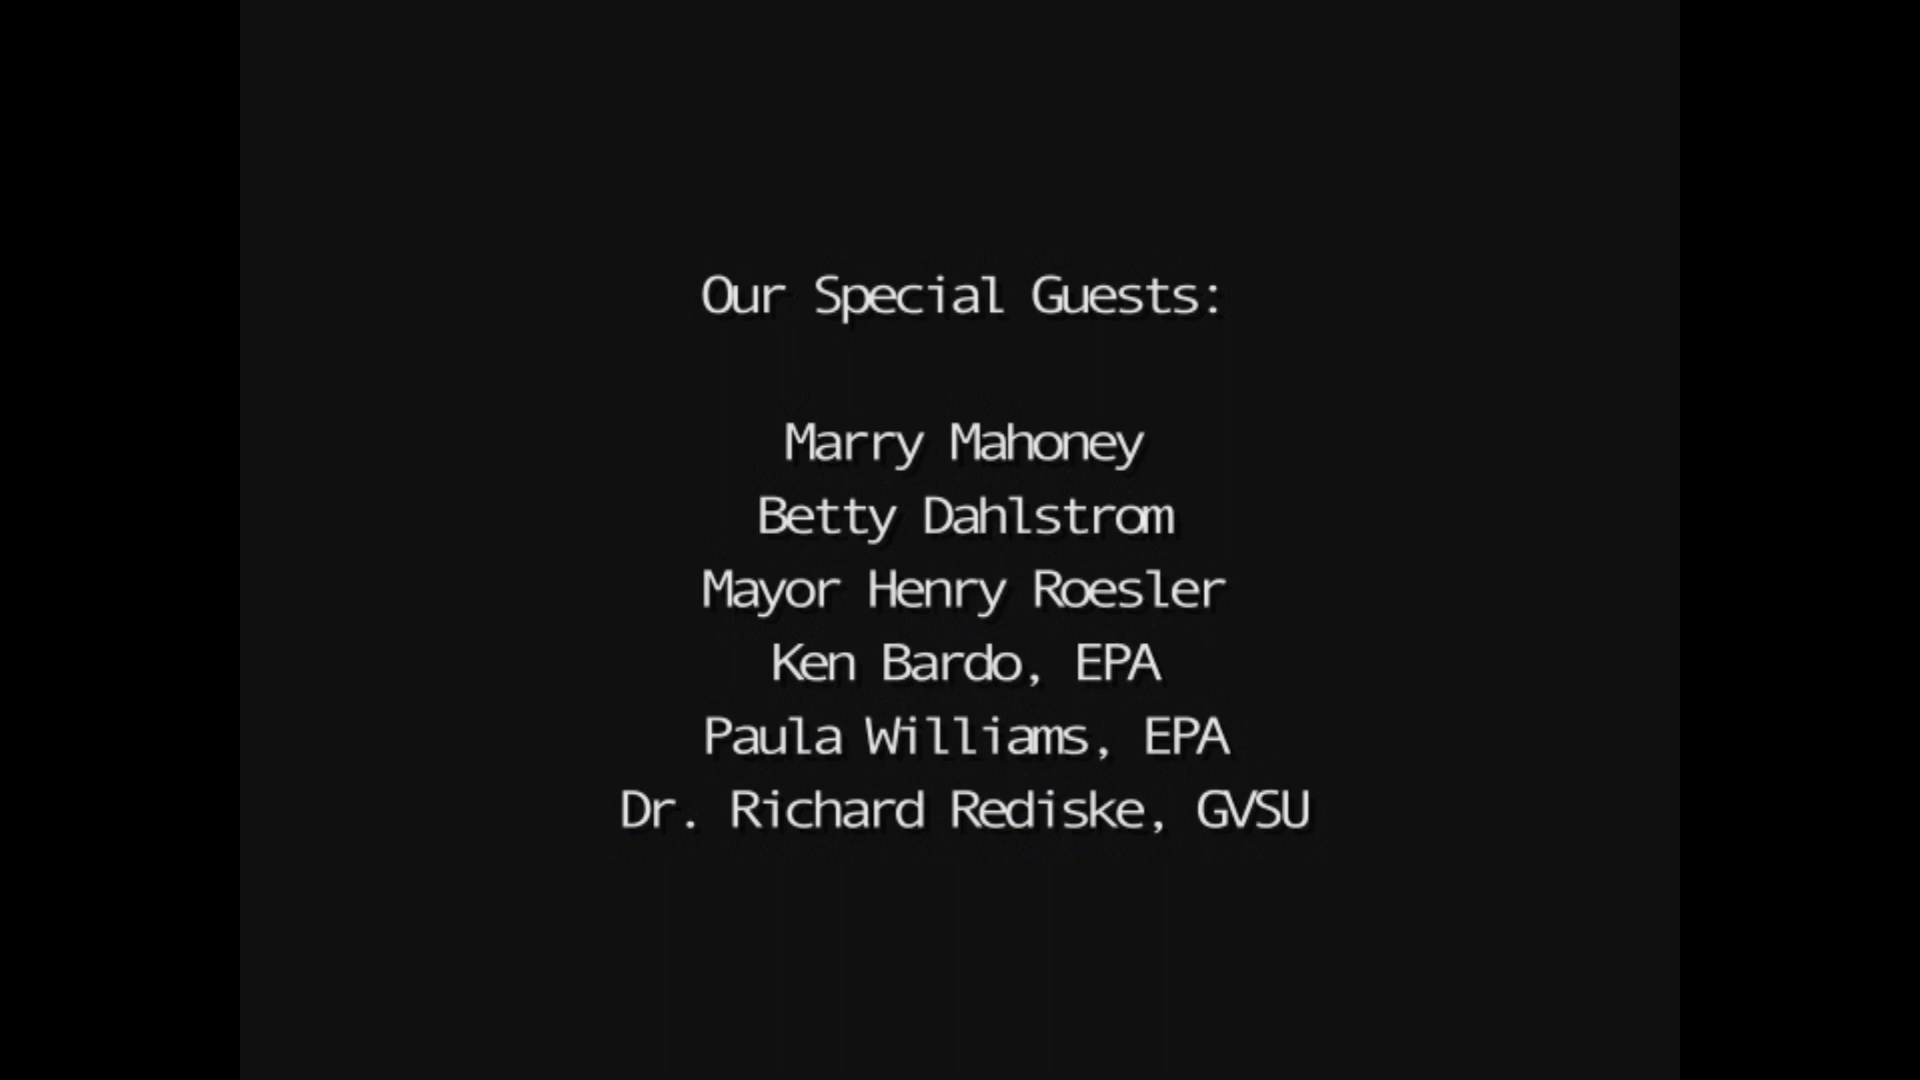 Our Special Guests:
Marry Mahoney
Betty Dahlstrom
Mayor Henry Roesler
Ken Bardo, EPA
Paula Williams, EPA
Dr. Richard Rediske, GVSU